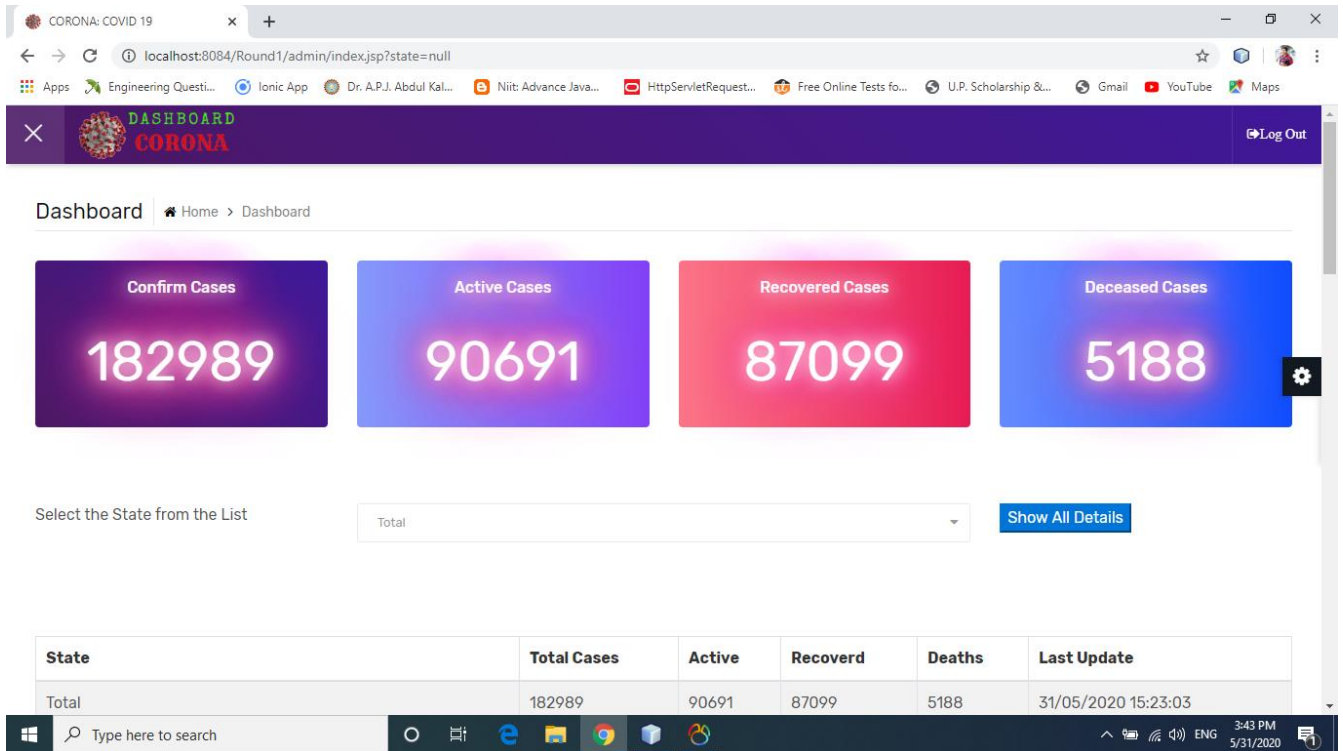 CORONA: COVID 19
localhost:8084/Round1/admin/index.jsp?state=null
Apps Engineering Questi... Ionic App Dr. A.P.J. Abdul Kal... Niit: Advance Java... HttpServletRequest... Free Online Tests fo... U.P. Scholarship &... Gmail YouTube Maps
DASHBOARD
CORONA
Log Out
Dashboard Home > Dashboard
Confirm Cases Active Cases Recovered Cases Deceased Cases
182989 90691 87099 5188
Select the State from the List Total Show All Details
State Total Cases Active Recoverd Deaths Last Update
Total 182989 90691 87099 5188 31/05/2020 15:23:03
Type here to search ENG 3:43 PM
5/31/2020